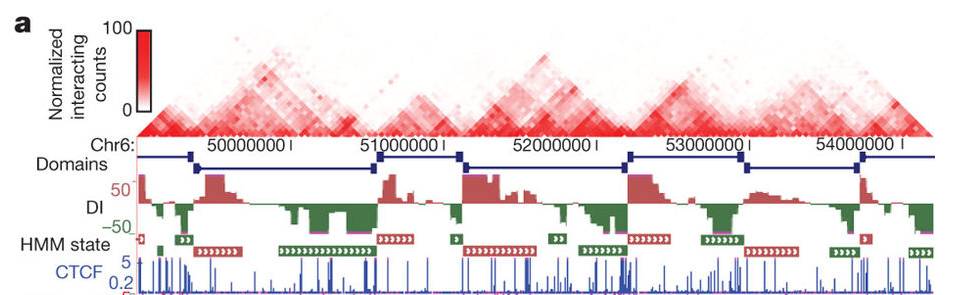 a
Normalized
interacting
counts
100
0
Chr6: 50000000 51000000 52000000 53000000 54000000
Domains
50
DI
−50
HMM state
CTCF
5
0.2